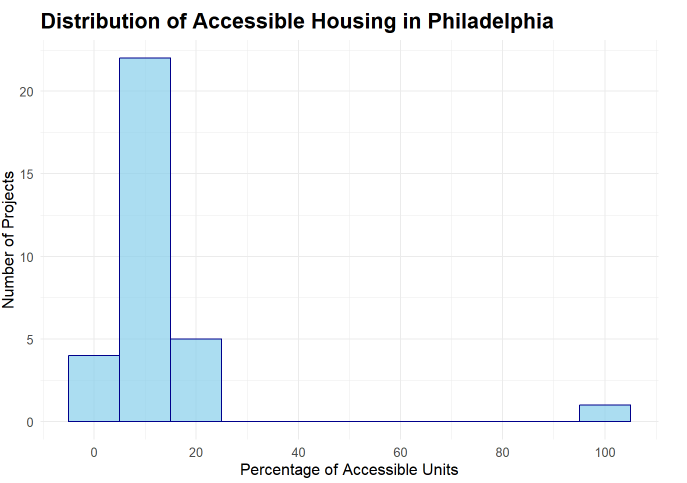 Distribution of Accessible Housing in Philadelphia
Number of Projects
20
15
10
5
0
0 20 40 60 80 100
Percentage of Accessible Units